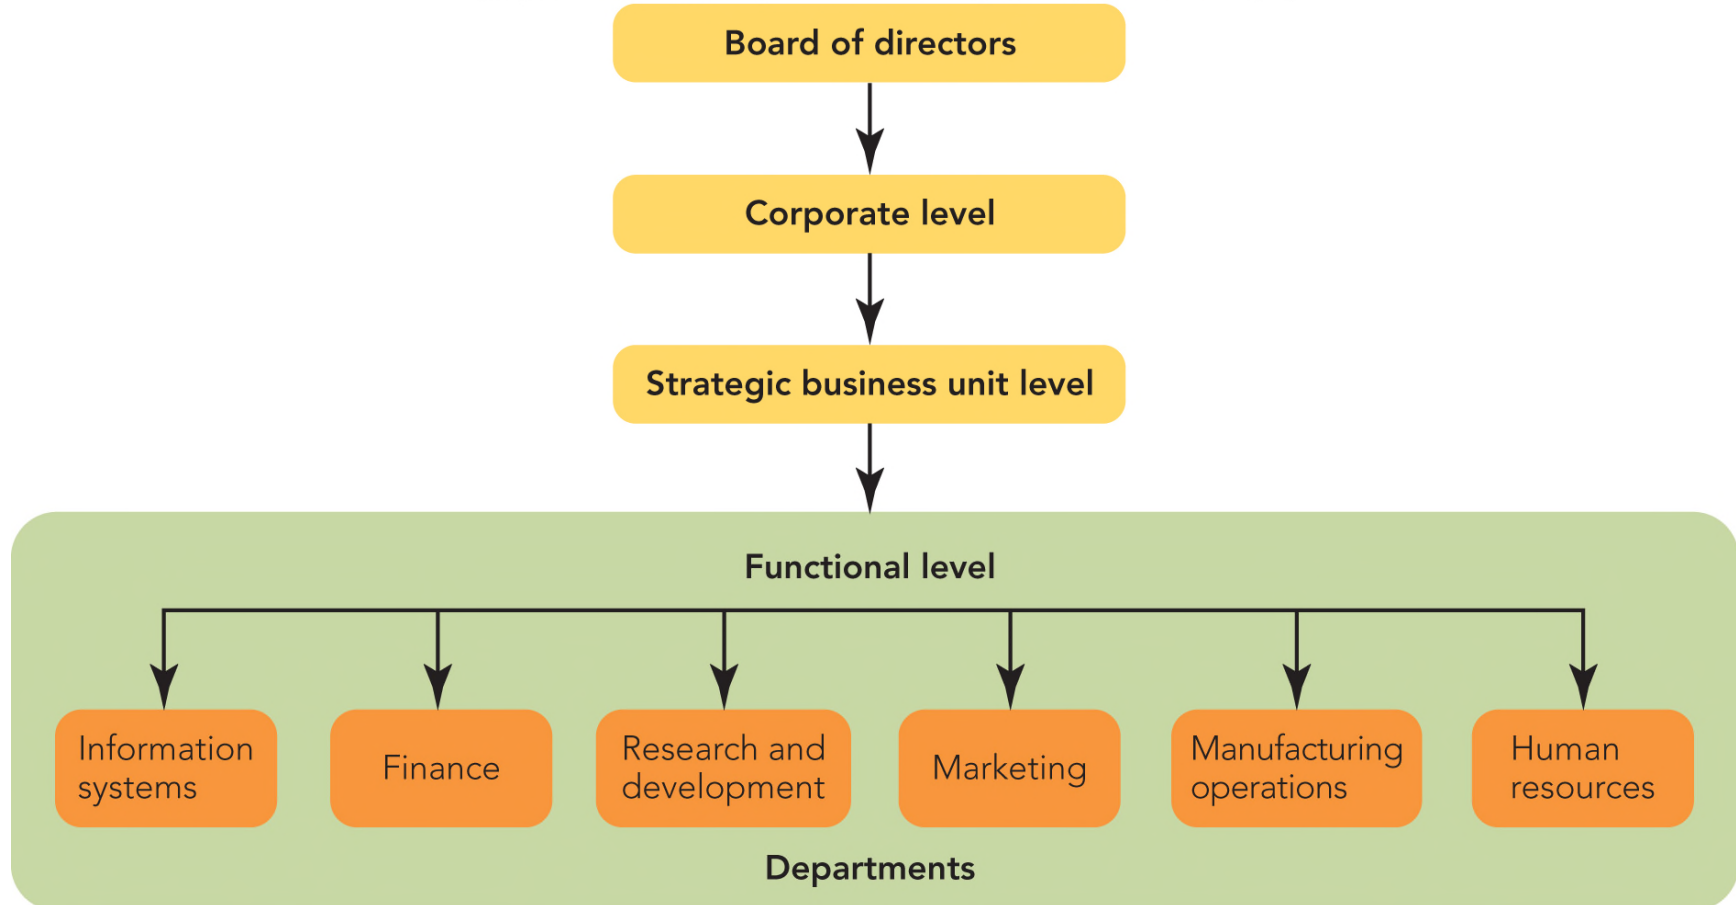 Board of directors
Corporate level
Strategic business unit level
Functional level
Information
systems
Finance
Research and
development
Marketing
Manufacturing
operations
Human
resources
Departments